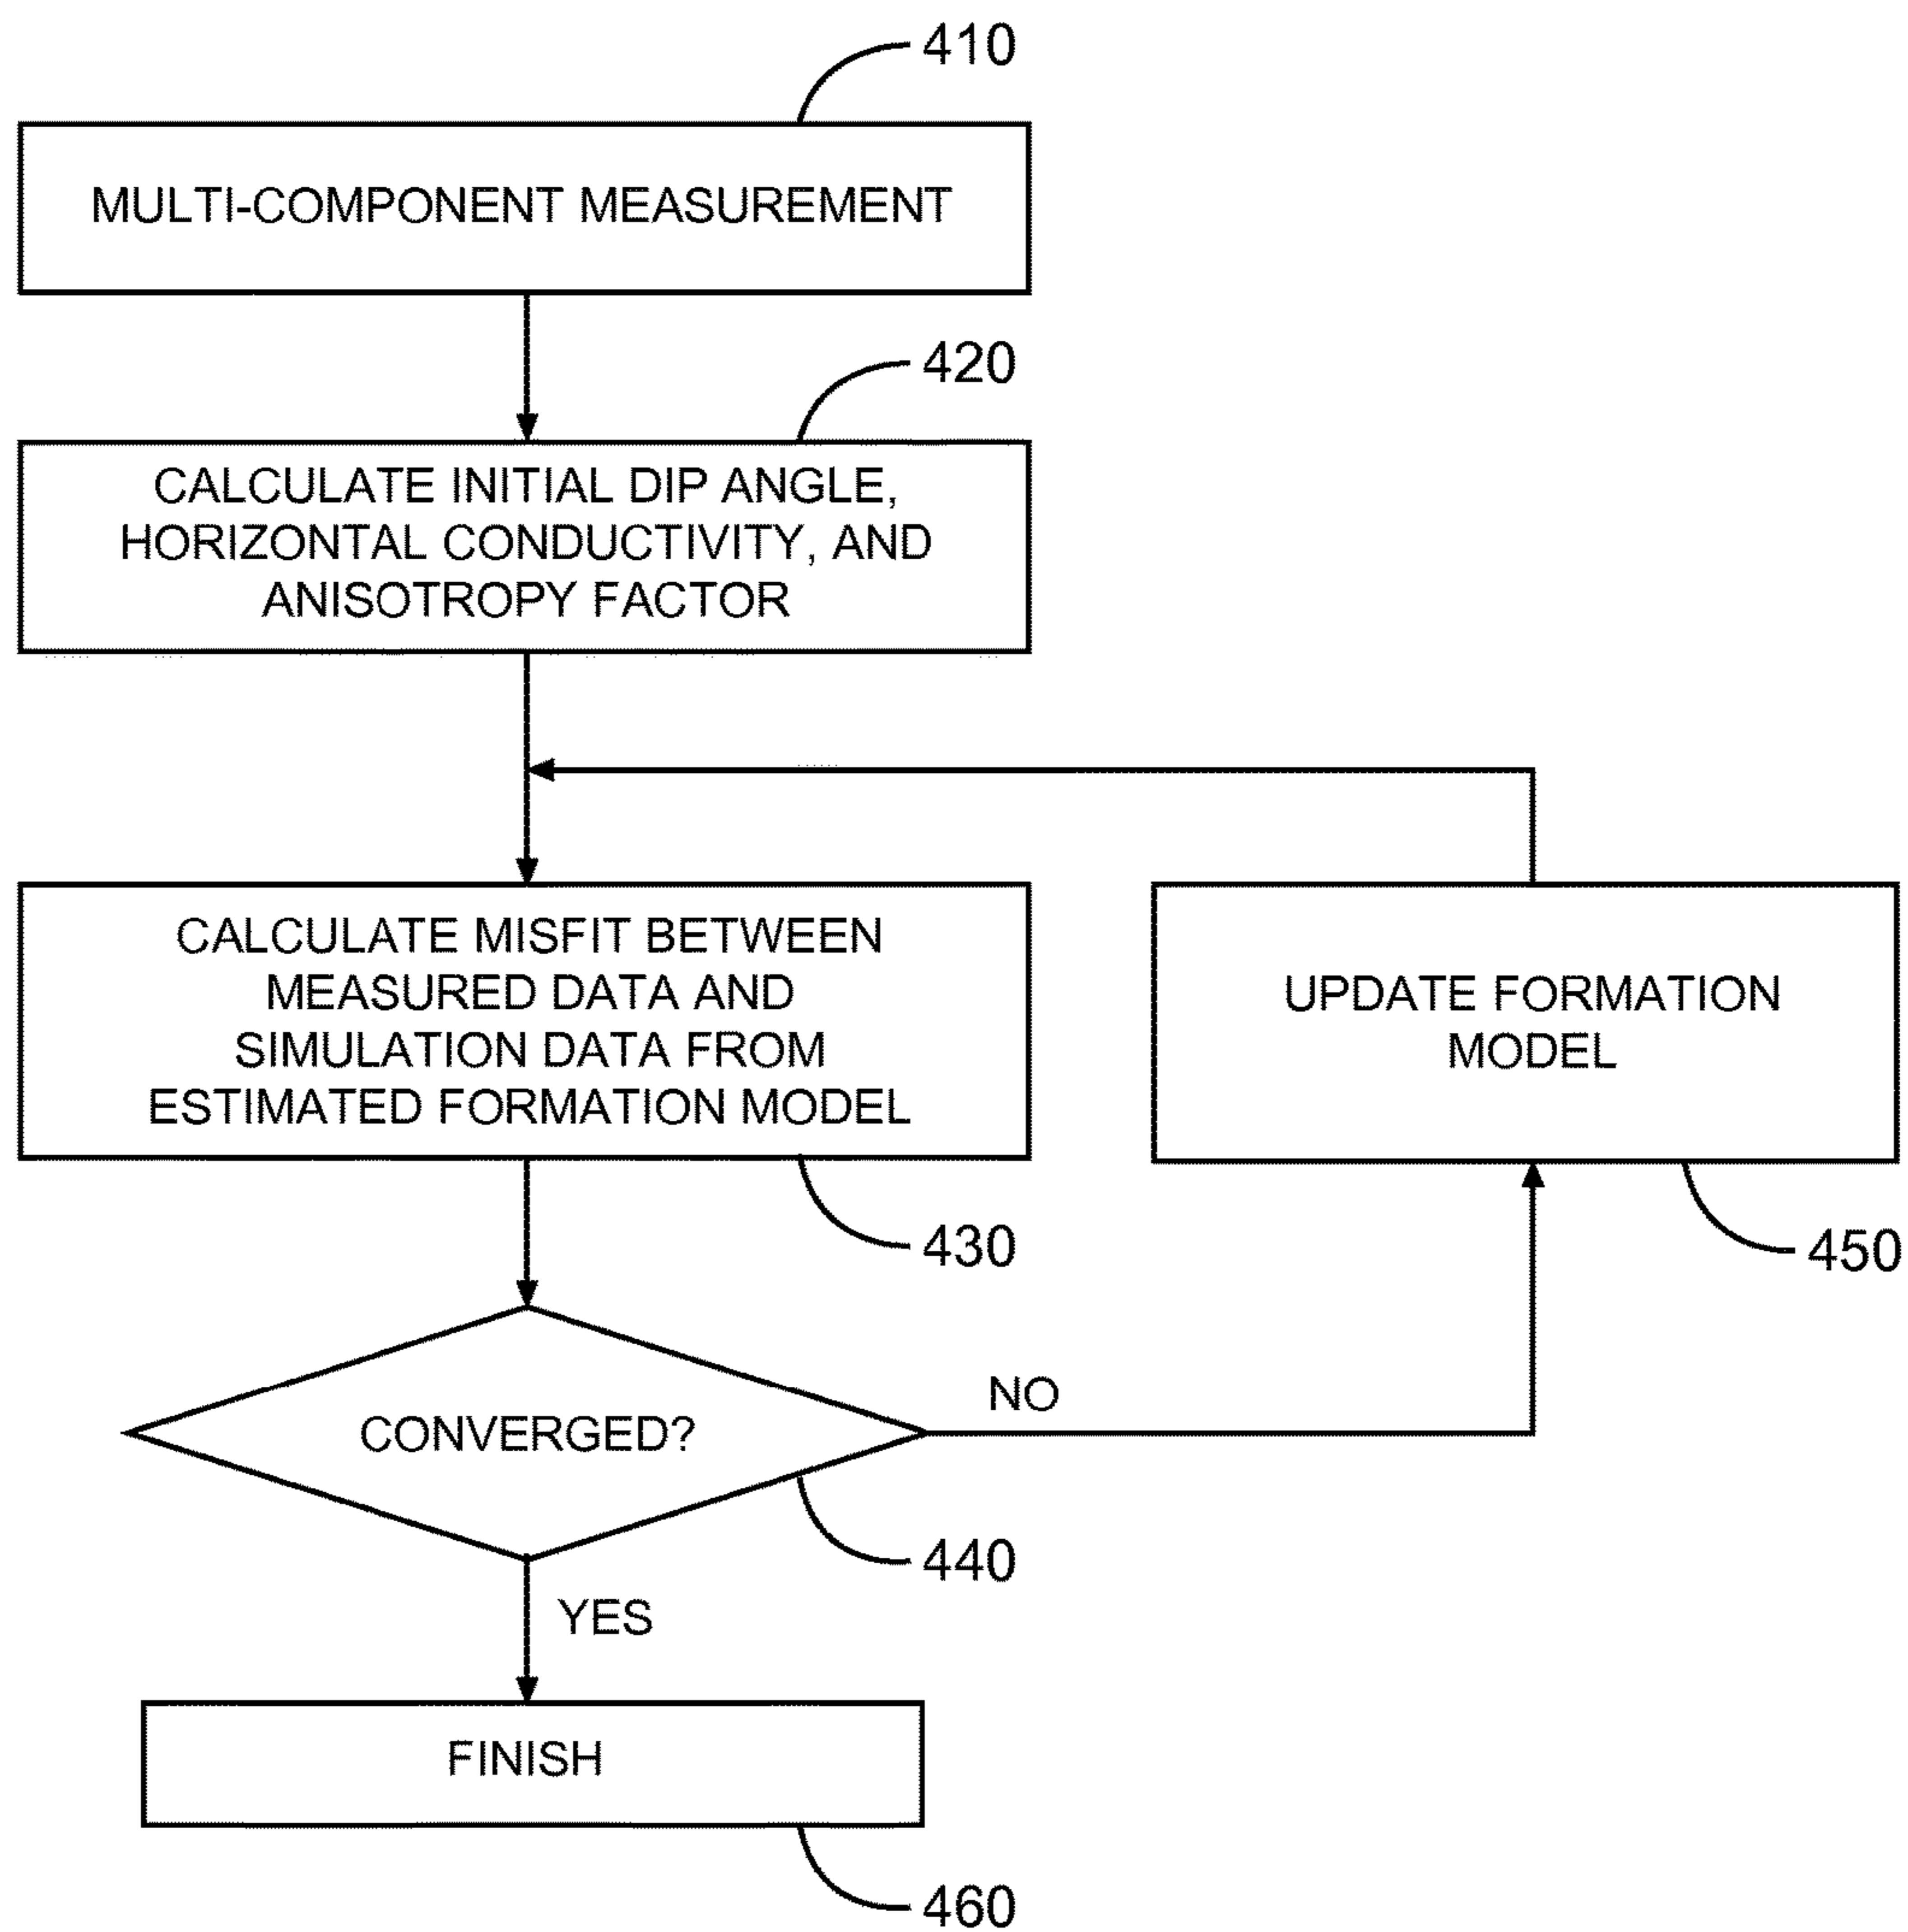 410
MULTI-COMPONENT MEASUREMENT
420
CALCULATE INITIAL DIP ANGLE,
HORIZONTAL CONDUCTIVITY, AND
ANISOTROPY FACTOR
CALCULATE MISFIT BETWEEN
MEASURED DATA AND
SIMULATION DATA FROM
ESTIMATED FORMATION MODEL
430
UPDATE FORMATION
MODEL
450
CONVERGED?
NO
440
YES
FINISH
460